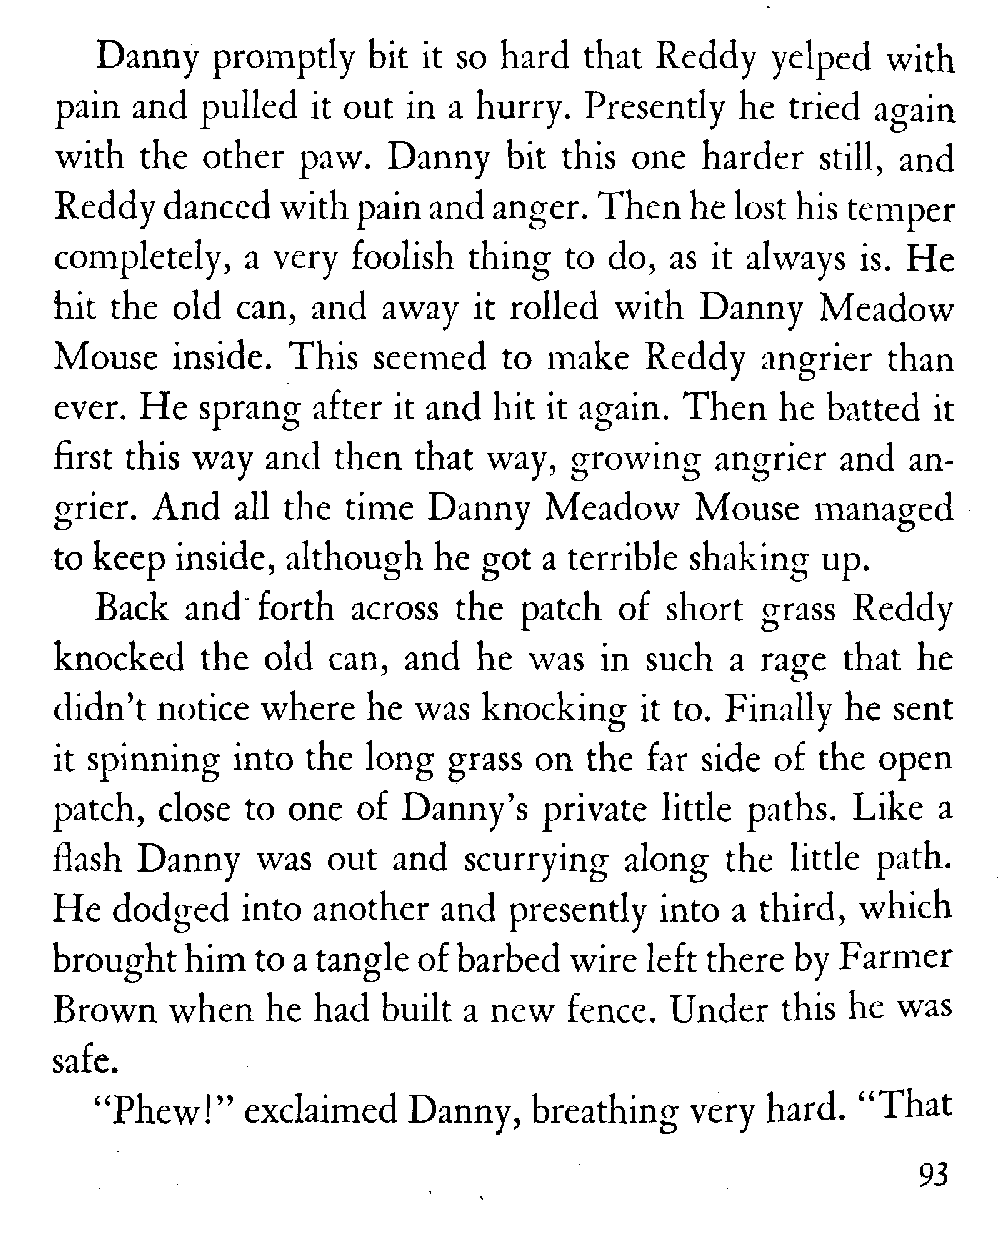 Danny promptly bit it so hard that Reddy yelped with
pain and pulled it out in a hurry. Presently he tried again
with the other paw. Danny bit this one harder still, and
Reddy danced with pain and anger. Then he lost his temper
completely, a very foolish thing to do, as it always is. He
hit the old can, and away it rolled with Danny Meadow
Mouse inside. This seemed to make Reddy angrier than
ever. He sprang after it and hit it again. Then he batted it
first this way and then that way, growing angrier and an-
grier. And all the time Danny Meadow Mouse managed
to keep inside, although he got a terrible shaking up.
Back and forth across the patch of short grass Reddy
knocked the old can, and he was in such a rage that he
didn't notice where he was knocking it to. Finally he sent
it spinning into the long grass on the far side of the open
patch, close to one of Danny's private little paths. Like a
flash Danny was out and scurrying along the little path.
He dodged into another and presently into a third, which
brought him to a tangle of barbed wire left there by Farmer
Brown when he had built a new fence. Under this he was
safe.
“Phew!” exclaimed Danny, breathing very hard. “That
93